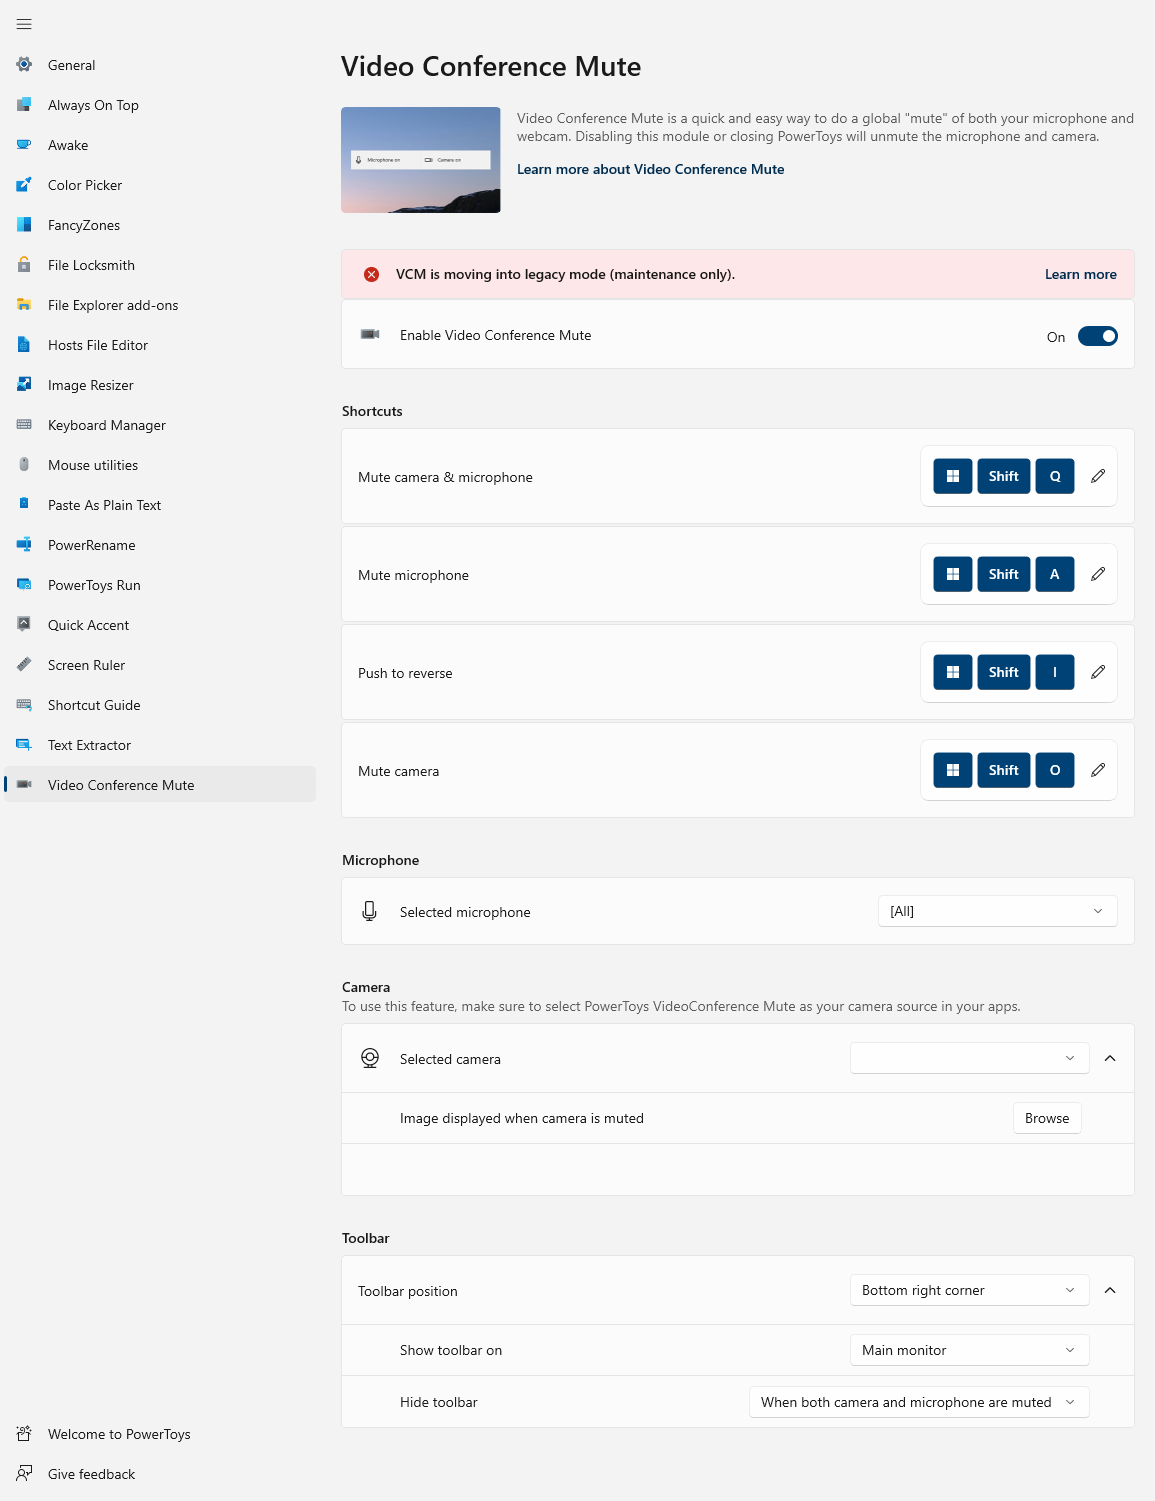 General
Always On Top
Awake
Color Picker
FancyZones
File Locksmith
File Explorer add-ons
Hosts File Editor
Image Resizer
Keyboard Manager
Mouse utilities
Paste As Plain Text
PowerRename
PowerToys Run
Quick Accent
Screen Ruler
Shortcut Guide
Text Extractor
Video Conference Mute
Welcome to PowerToys
Give feedback
Video Conference Mute
Microphone on Camera on
Video Conference Mute is a quick and easy way to do a global "mute" of both your microphone and
webcam. Disabling this module or closing PowerToys will unmute the microphone and camera.
Learn more about Video Conference Mute
VCM is moving into legacy mode (maintenance only). Learn more
Enable Video Conference Mute On
Shortcuts
Mute camera & microphone Shift Q
Mute microphone Shift A
Push to reverse Shift I
Mute camera Shift O
Microphone
Selected microphone [All]
Camera
To use this feature, make sure to select PowerToys VideoConference Mute as your camera source in your apps.
Selected camera
Image displayed when camera is muted Browse
Toolbar
Toolbar position Bottom right corner
Show toolbar on Main monitor
Hide toolbar When both camera and microphone are muted